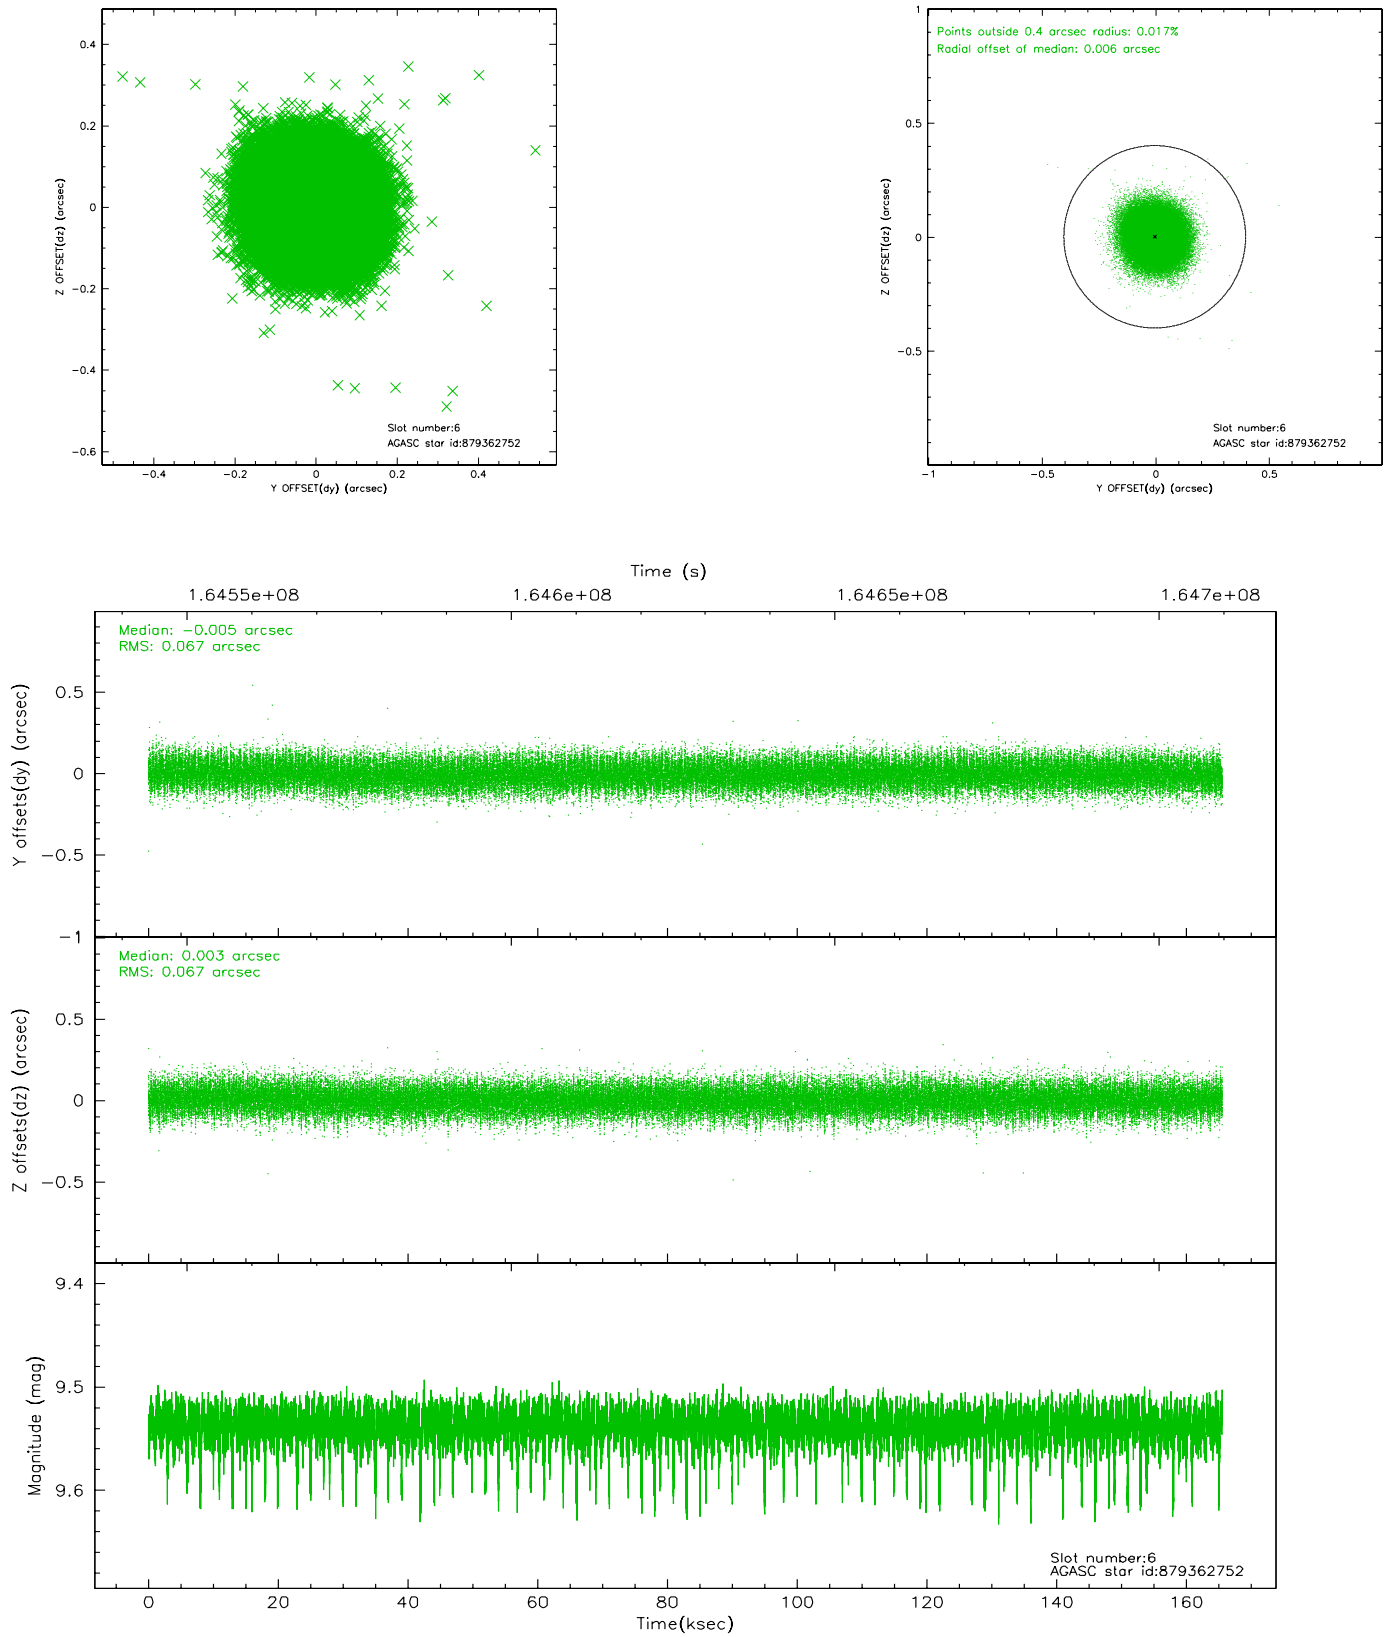 0.4
0.2
0
−0.2
−0.4
−0.6
−0.4
−0.2
0
0.2
0.4
Z OFFSET(dz) (arcsec)
Y OFFSET(dy) (arcsec)
Slot number:6
AGASC star id:879362752
Points outside 0.4 arcsec radius: 0.017%
Radial offset of median: 0.006 arcsec
1
0.5
0
−0.5
−1
−0.5
0
0.5
Z OFFSET(dz) (arcsec)
Y OFFSET(dy) (arcsec)
Slot number:6
AGASC star id:879362752
Time (s)
1.6455e+08
1.646e+08
1.6465e+08
1.647e+08
Median: −0.005 arcsec
RMS: 0.067 arcsec
Y offsets(dy) (arcsec)
0.5
0
−0.5
−1
Median: 0.003 arcsec
RMS: 0.067 arcsec
Z offsets(dz) (arcsec)
0.5
0
−0.5
Magnitude (mag)
9.4
9.5
9.6
Slot number:6
AGASC star id:879362752
0
20
40
60
80
100
120
140
160
Time(ksec)